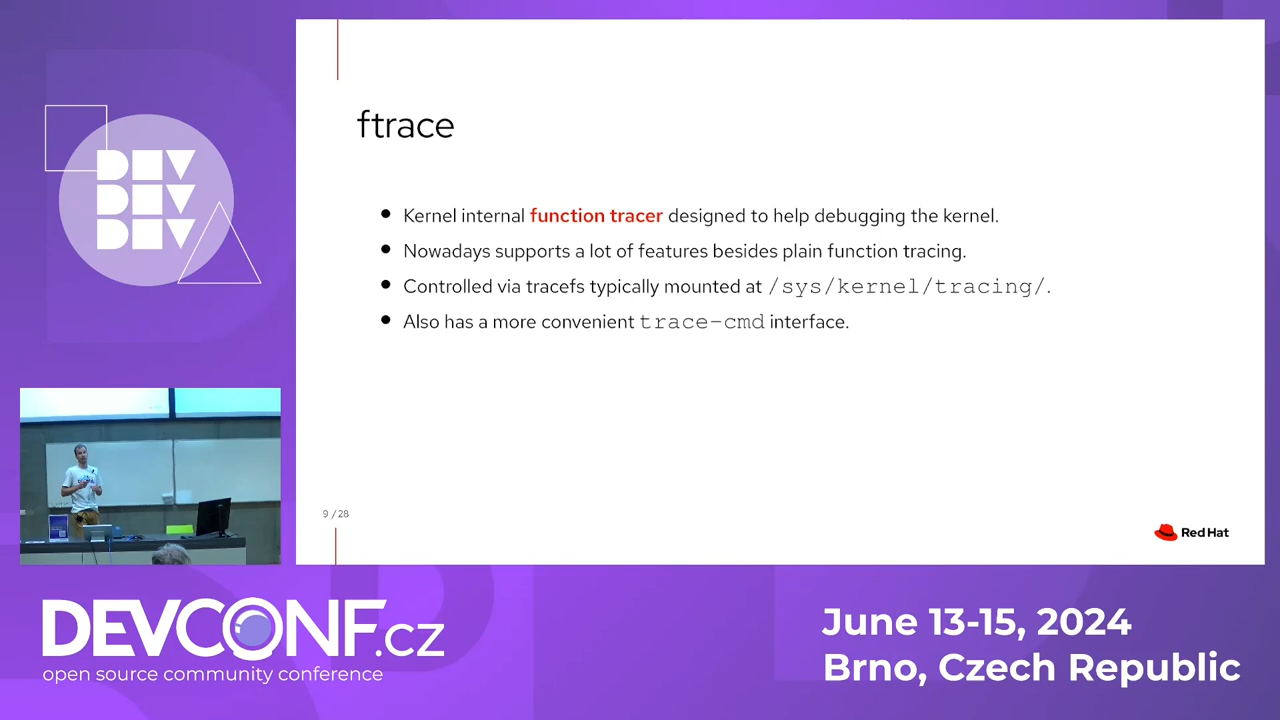 DEV
DEV
DEV
ftrace
Kernel internal function tracer designed to help debugging the kernel.
Nowadays supports a lot of features besides plain function tracing.
Controlled via tracefs typically mounted at /sys/kernel/tracing/.
Also has a more convenient trace-cmd interface.
9 / 28
Red Hat
DEVCONF.cz
open source community conference
June 13-15, 2024
Brno, Czech Republic